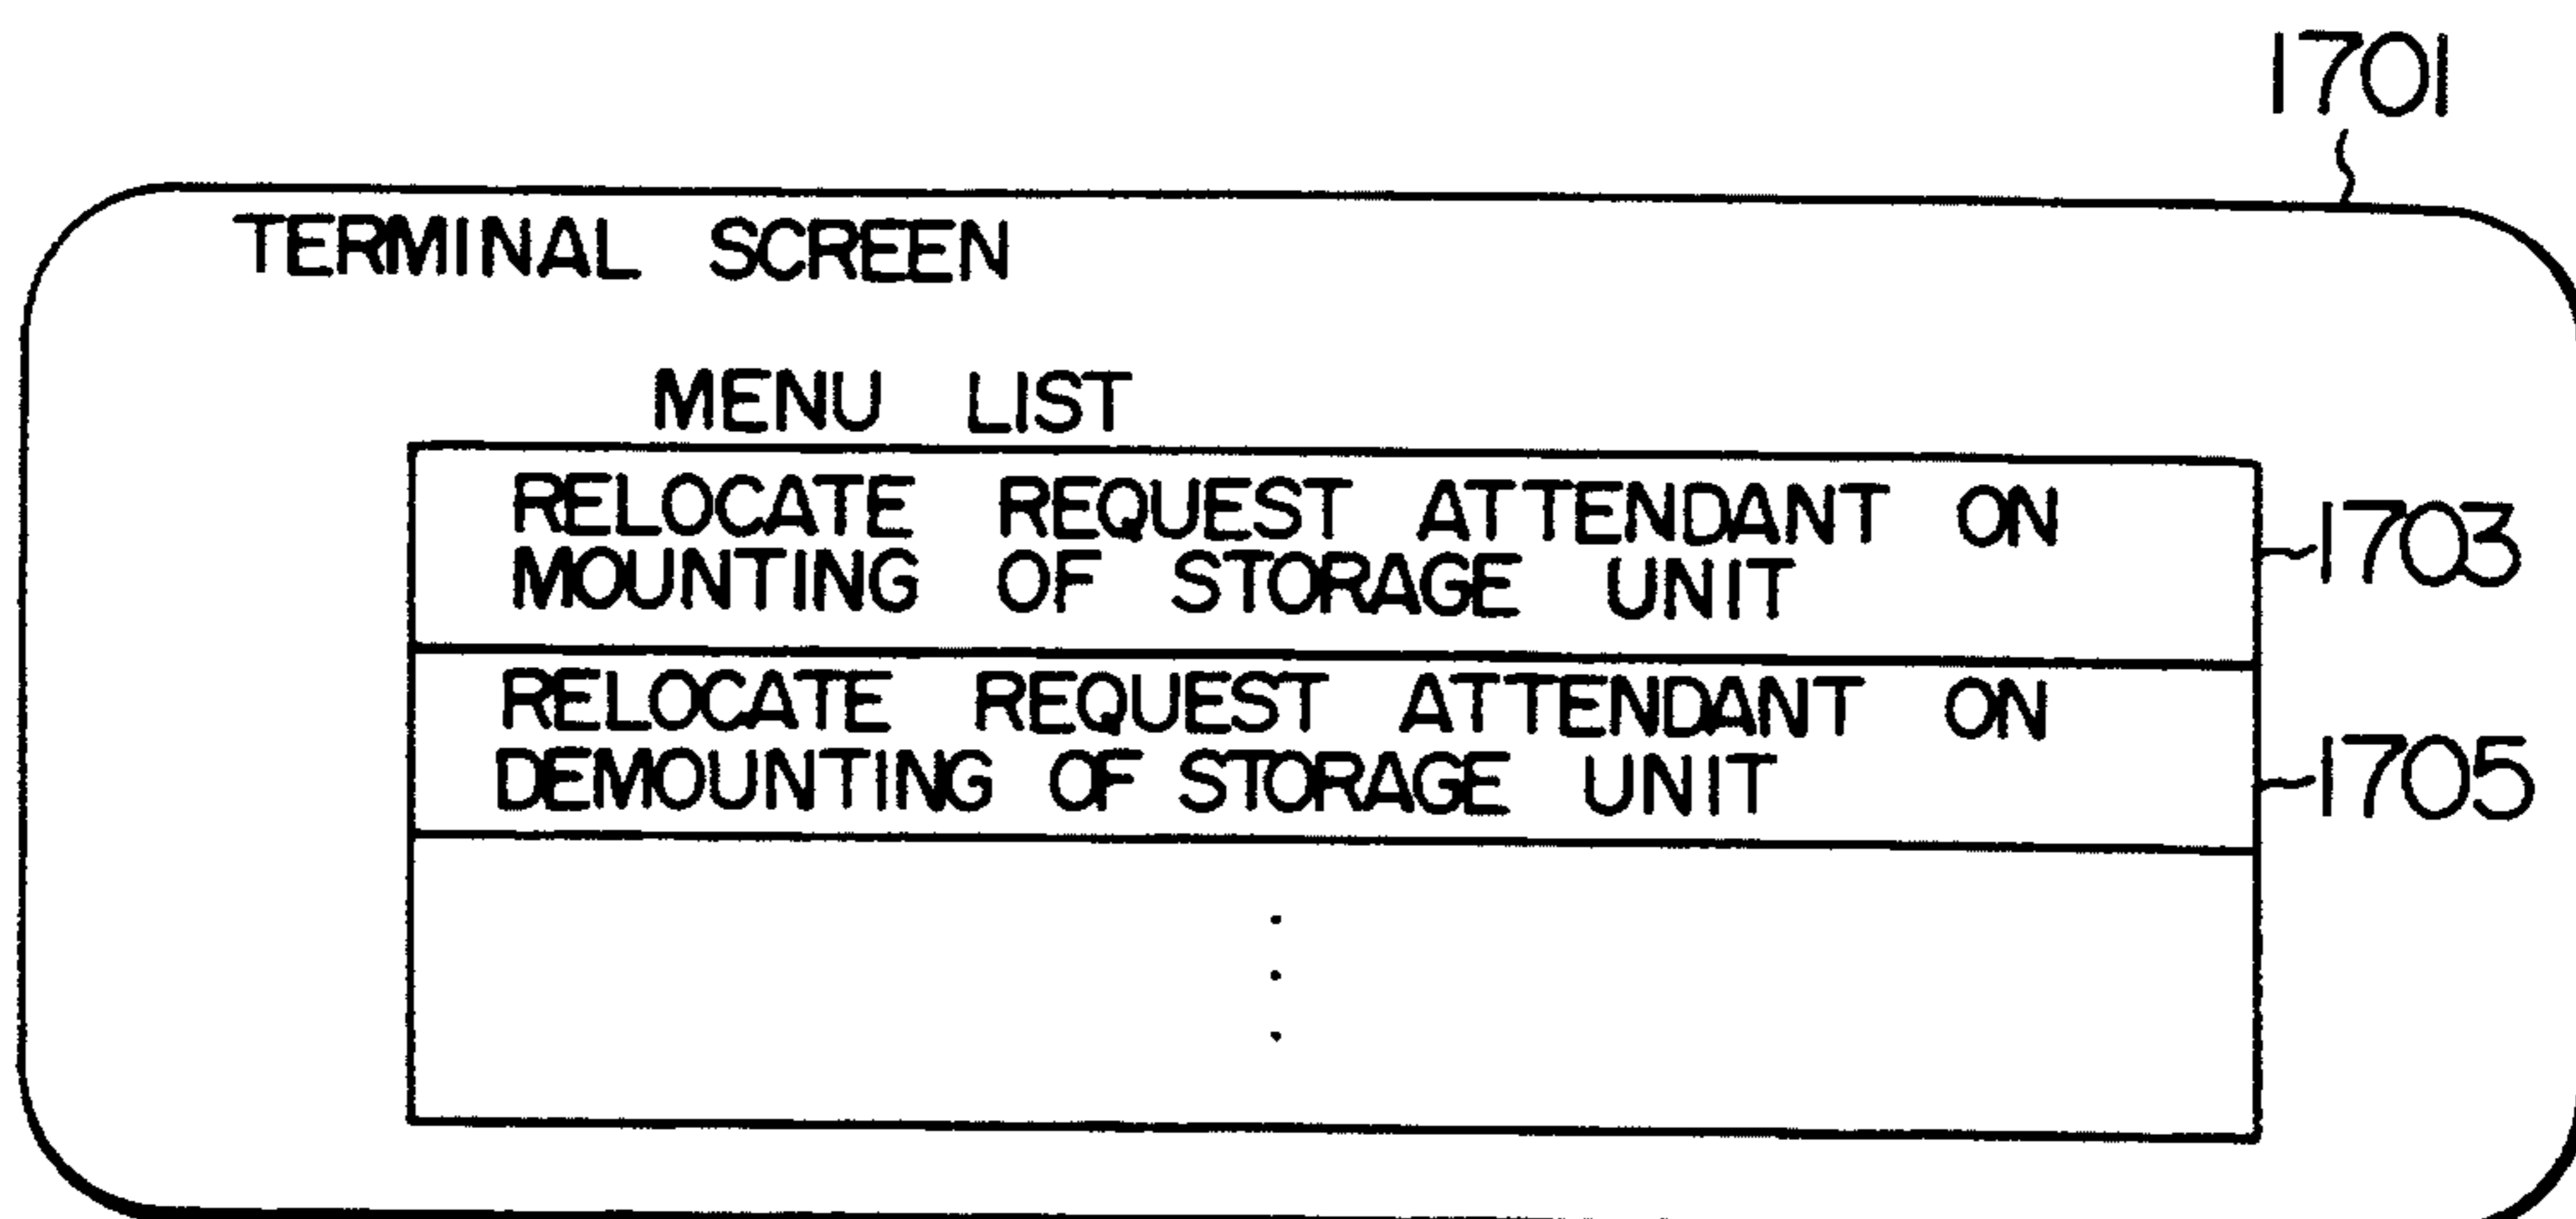 1701
TERMINAL SCREEN
MENU LIST
RELOCATE REQUEST ATTENDANT ON
MOUNTING OF STORAGE UNIT
1703
RELOCATE REQUEST ATTENDANT ON
DEMOUNTING OF STORAGE UNIT
1705